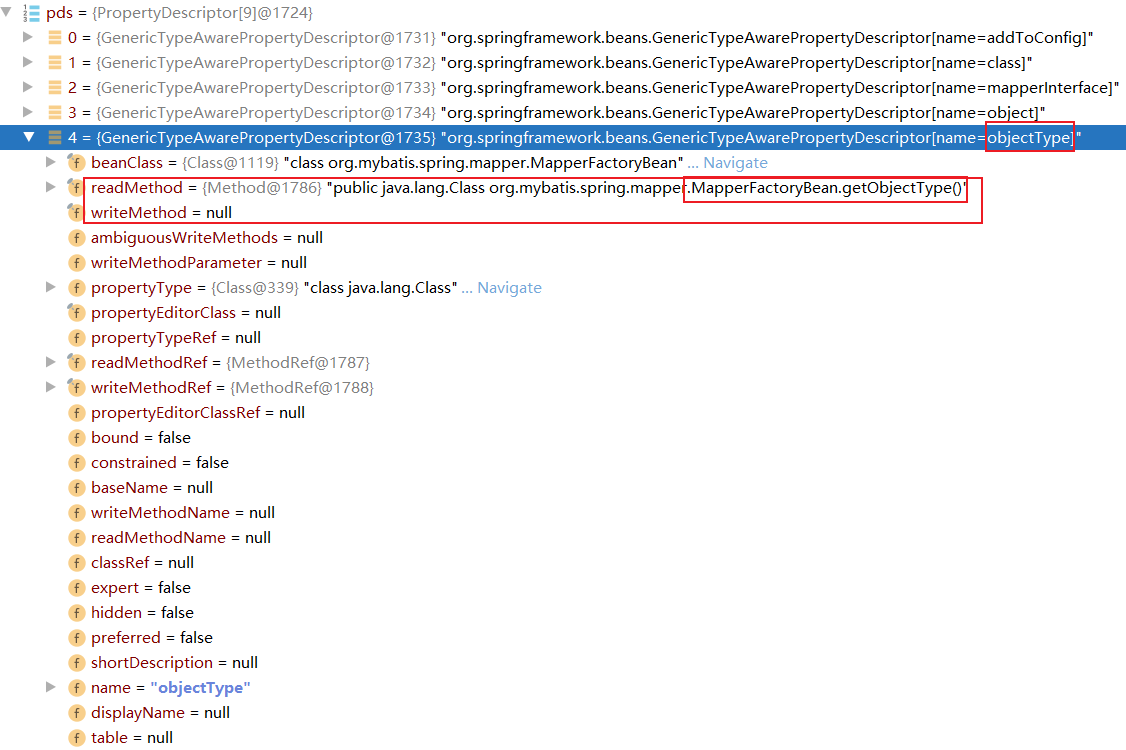 pds = {PropertyDescriptor[9]@1724}
0 = {GenericTypeAwarePropertyDescriptor@1731} "org.springframework.beans.GenericTypeAwarePropertyDescriptor[name=addToConfig]"
1 = {GenericTypeAwarePropertyDescriptor@1732} "org.springframework.beans.GenericTypeAwarePropertyDescriptor[name=class]"
2 = {GenericTypeAwarePropertyDescriptor@1733} "org.springframework.beans.GenericTypeAwarePropertyDescriptor[name=mapperInterface]"
3 = {GenericTypeAwarePropertyDescriptor@1734} "org.springframework.beans.GenericTypeAwarePropertyDescriptor[name=object]"
4 = {GenericTypeAwarePropertyDescriptor@1735} "org.springframework.beans.GenericTypeAwarePropertyDescriptor[name=objectType]"
beanClass = {Class@1119} "class org.mybatis.spring.mapper.MapperFactoryBean" ... Navigate
readMethod = {Method@1786} "public java.lang.Class org.mybatis.spring.mapper.MapperFactoryBean.getObjectType()"
writeMethod = null
ambiguousWriteMethods = null
writeMethodParameter = null
propertyType = {Class@339} "class java.lang.Class" ... Navigate
propertyEditorClass = null
propertyTypeRef = null
readMethodRef = {MethodRef@1787}
writeMethodRef = {MethodRef@1788}
propertyEditorClassRef = null
bound = false
constrained = false
baseName = null
writeMethodName = null
readMethodName = null
classRef = null
expert = false
hidden = false
preferred = false
shortDescription = null
name = "objectType"
displayName = null
table = null